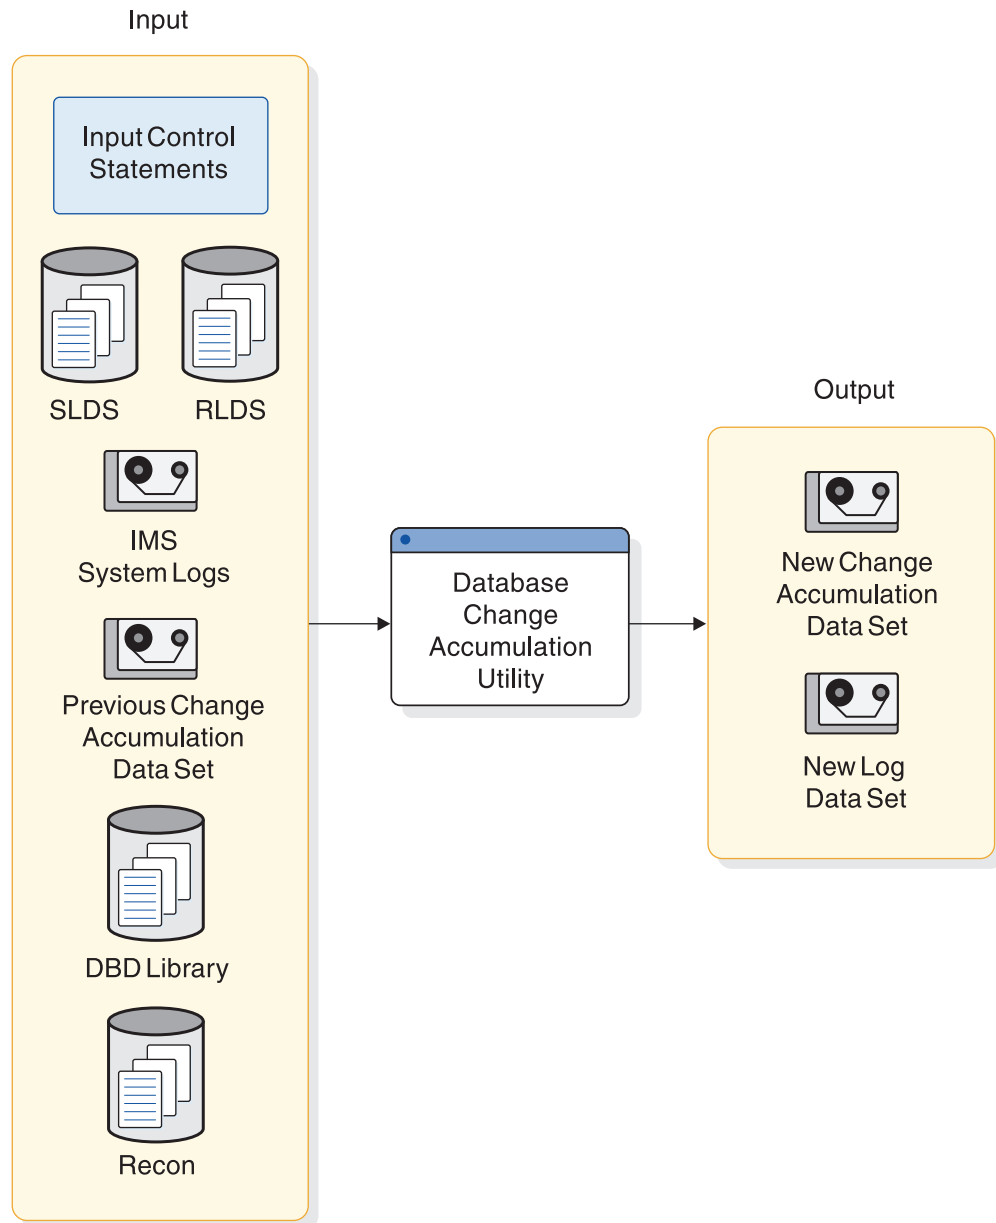 Input
Input Control
Statements
SLDS
RLDS
IMS
System Logs
Previous Change
Accumulation
Data Set
DBD Library
Recon
Database
Change
Accumulation
Utility
Output
New Change
Accumulation
Data Set
New Log
Data Set